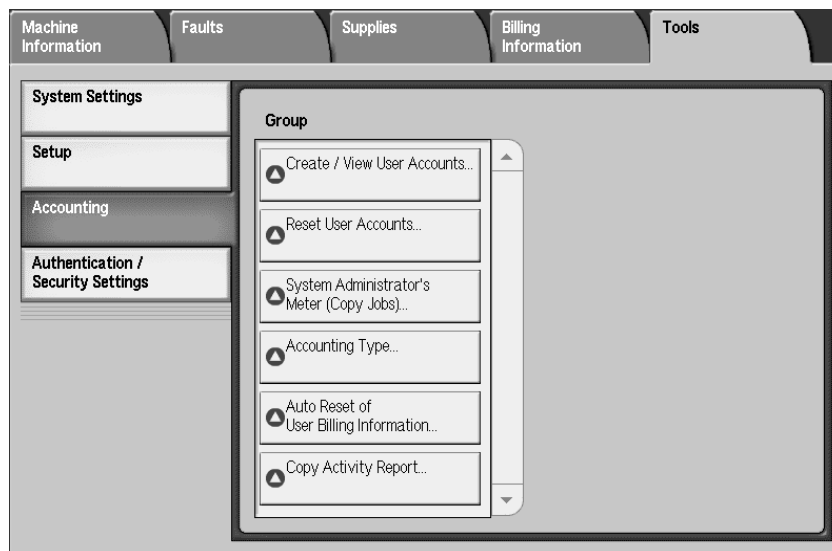 Machine
Information
Faults
Supplies
Billing
Information
Tools
System Settings
Setup
Accounting
Authentication /
Security Settings
Group
Create / View User Accounts...
Reset User Accounts...
System Administrator's
Meter (Copy Jobs)...
Accounting Type...
Auto Reset of
User Billing Information...
Copy Activity Report...